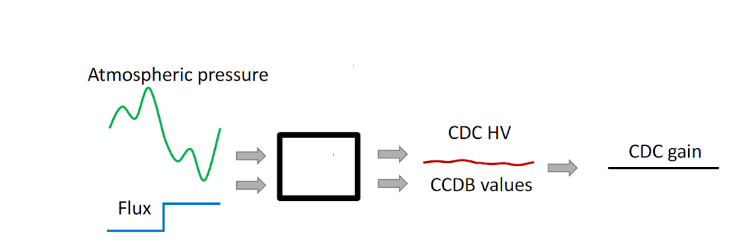 Atmospheric pressure
Flux
CDC HV
CCDB values
CDC gain